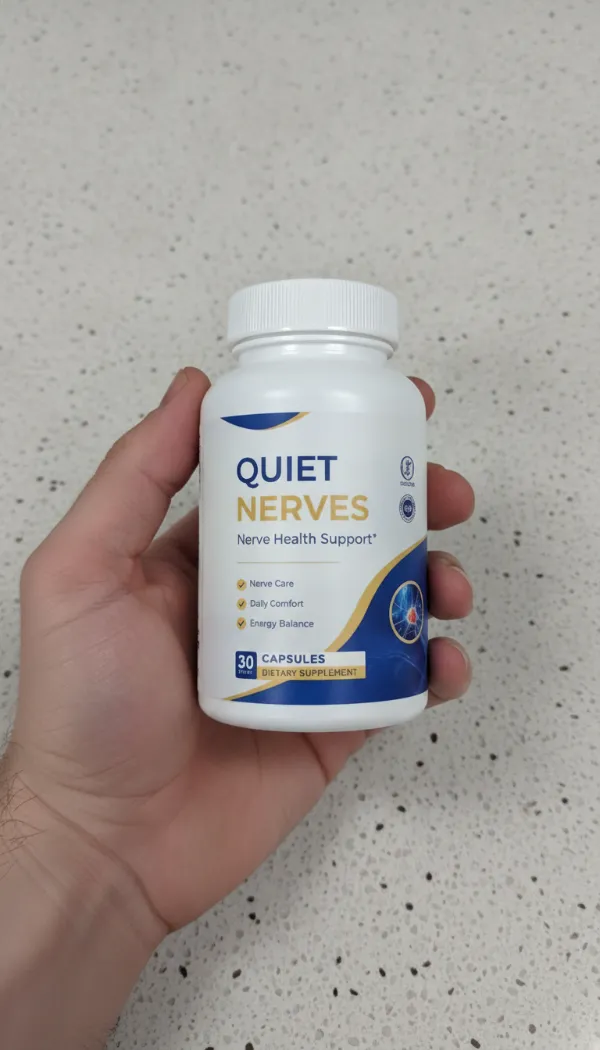 QUIET
NERVES
Nerve Health Support*
Nerve Care
Daily Comfort
Energy Balance
30
CAPSULES
DIETARY SUPPLEMENT